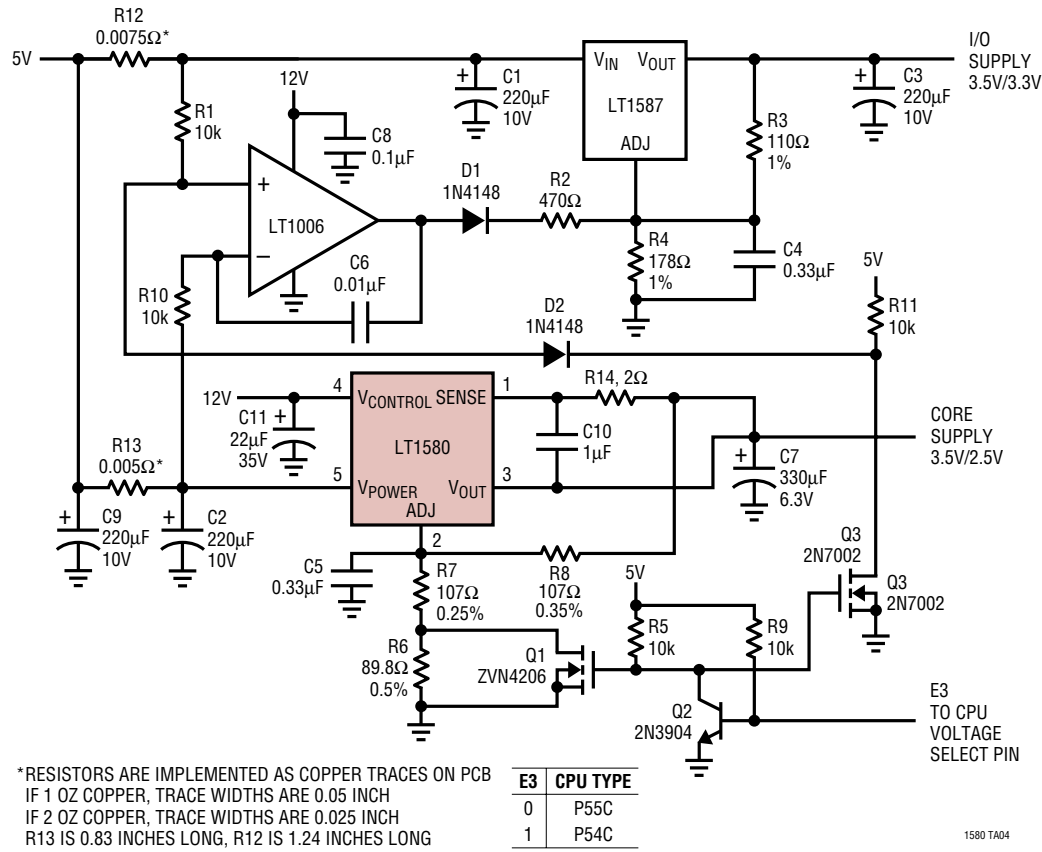 R12
0.0075Ω*
5V
12V
R1
10k
C8
0.1µF
+
C1
220µF
10V
VIN VOUT
LT1587
ADJ
R3
110Ω
1%
+
C3
220µF
10V
I/O
SUPPLY
3.5V/3.3V
+
LT1006
–
D1
1N4148
R2
470Ω
R4
178Ω
1%
C4
0.33µF
C6
0.01µF
R10
10k
D2
1N4148
5V
R11
10k
12V
C11
+
22µF
35V
4
VCONTROL SENSE
1
LT1580
5
VPOWER VOUT
3
ADJ
2
R14, 2Ω
C10
1µF
+
C7
330µF
6.3V
CORE
SUPPLY
3.5V/2.5V
R13
0.005Ω*
+
C9
220µF
10V
+
C2
220µF
10V
C5
0.33µF
R7
107Ω
0.25%
R8
107Ω
0.35%
R6
89.8Ω
0.5%
Q1
ZVN4206
5V
R5
10k
R9
10k
Q3
2N7002
Q3
2N7002
Q2
2N3904
E3
TO CPU
VOLTAGE
SELECT PIN
*RESISTORS ARE IMPLEMENTED AS COPPER TRACES ON PCB
IF 1 OZ COPPER, TRACE WIDTHS ARE 0.05 INCH
IF 2 OZ COPPER, TRACE WIDTHS ARE 0.025 INCH
R13 IS 0.83 INCHES LONG, R12 IS 1.24 INCHES LONG
E3 CPU TYPE
0 P55C
1 P54C
1580 TA04